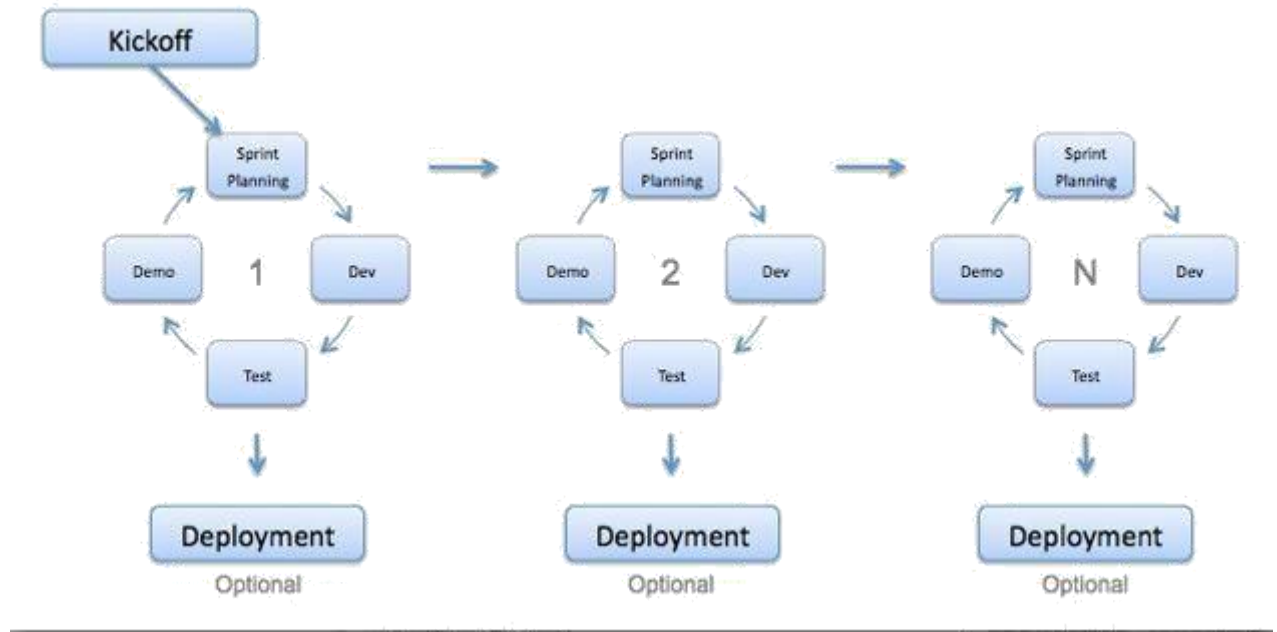 Kickoff
Sprint
Planning
Demo
1
Dev
Test
Deployment
Optional
Sprint
Planning
Demo
2
Dev
Test
Deployment
Optional
Sprint
Planning
Demo
N
Dev
Test
Deployment
Optional